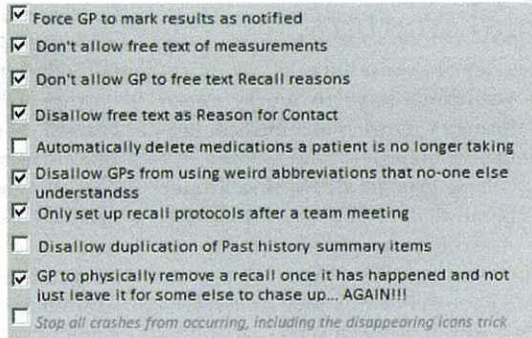 Force GP to mark results as notified
Don't allow free text of measurements
Don't allow GP to free text Recall reasons
Disallow free text as Reason for Contact
Automatically delete medications a patient is no longer taking
Disallow GPs from using weird abbreviations that no-one else
understandss
Only set up recall protocols after a team meeting
Disallow duplication of Past history summary items
GP to physically remove a recall once it has happened and not
just leave it for some else to chase up... AGAIN!!!
Stop all crashes from occurring, including the disappearing icons trick